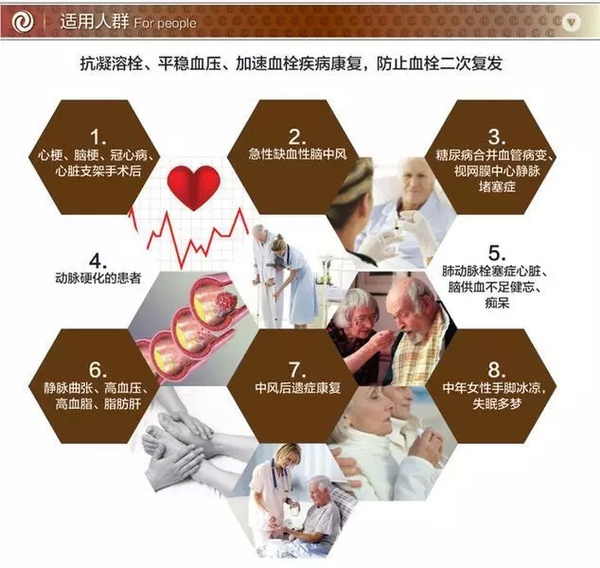 适用人群 For people
抗凝溶栓、平稳血压、加速血栓疾病康复，防止血栓二次复发
1.
心梗、脑梗、冠心病、
心脏支架手术后
2.
急性缺血性脑中风
3.
糖尿病合并血管病变、
视网膜中心静脉
堵塞症
4.
动脉硬化的患者
5.
肺动脉栓塞症心脏、
脑供血不足健忘、
痴呆
6.
静脉曲张、高血压、
高血脂、脂肪肝
7.
中风后遗症康复
8.
中年女性手脚冰凉，
失眠多梦